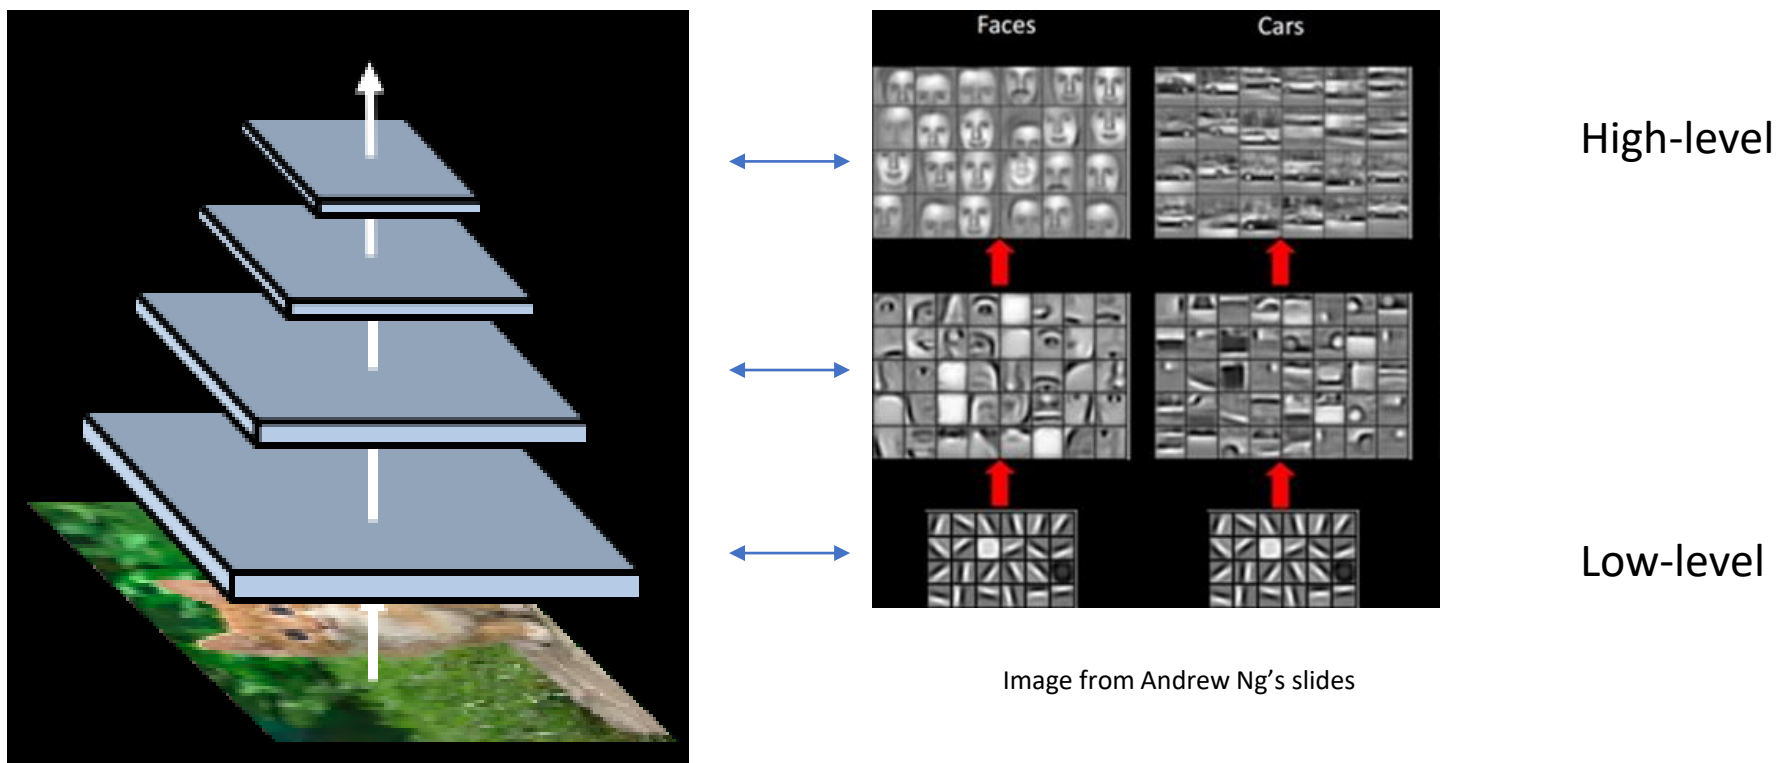 Faces
Cars
High-level
Low-level
Image from Andrew Ng’s slides